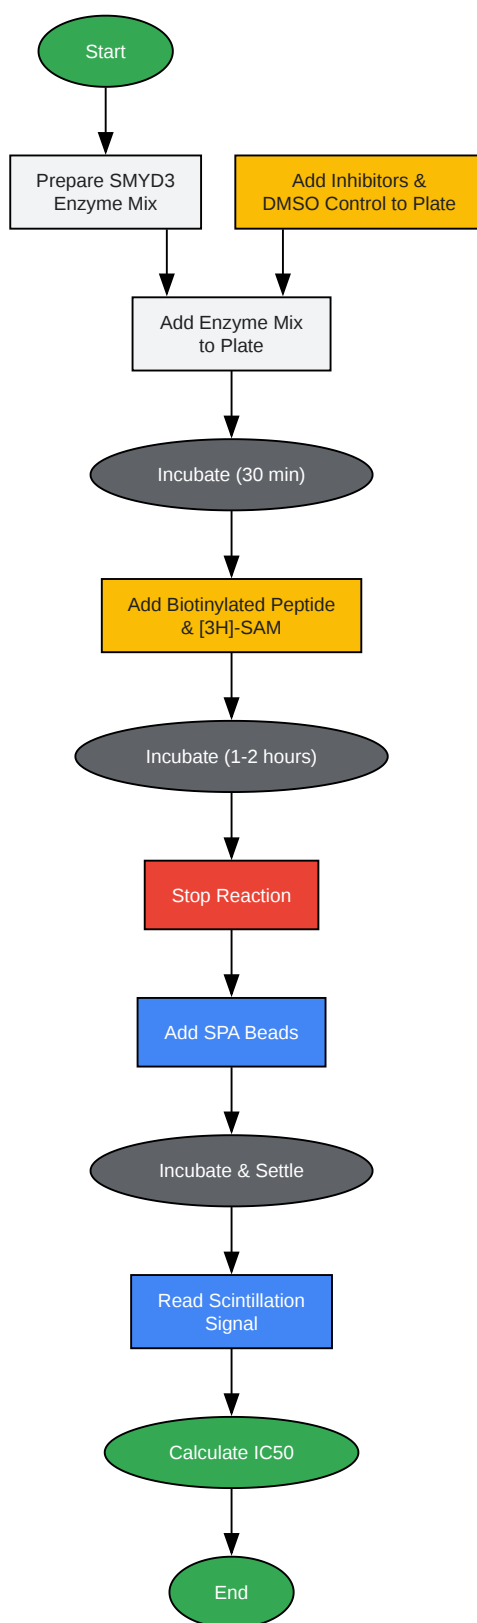 Start
Prepare SMYD3
Enzyme Mix
Add Inhibitors &
DMSO Control to Plate
Add Enzyme Mix
to Plate
Incubate (30 min)
Add Biotinylated Peptide
& [3H]-SAM
Incubate (1-2 hours)
Stop Reaction
Add SPA Beads
Incubate & Settle
Read Scintillation
Signal
Calculate IC50
End